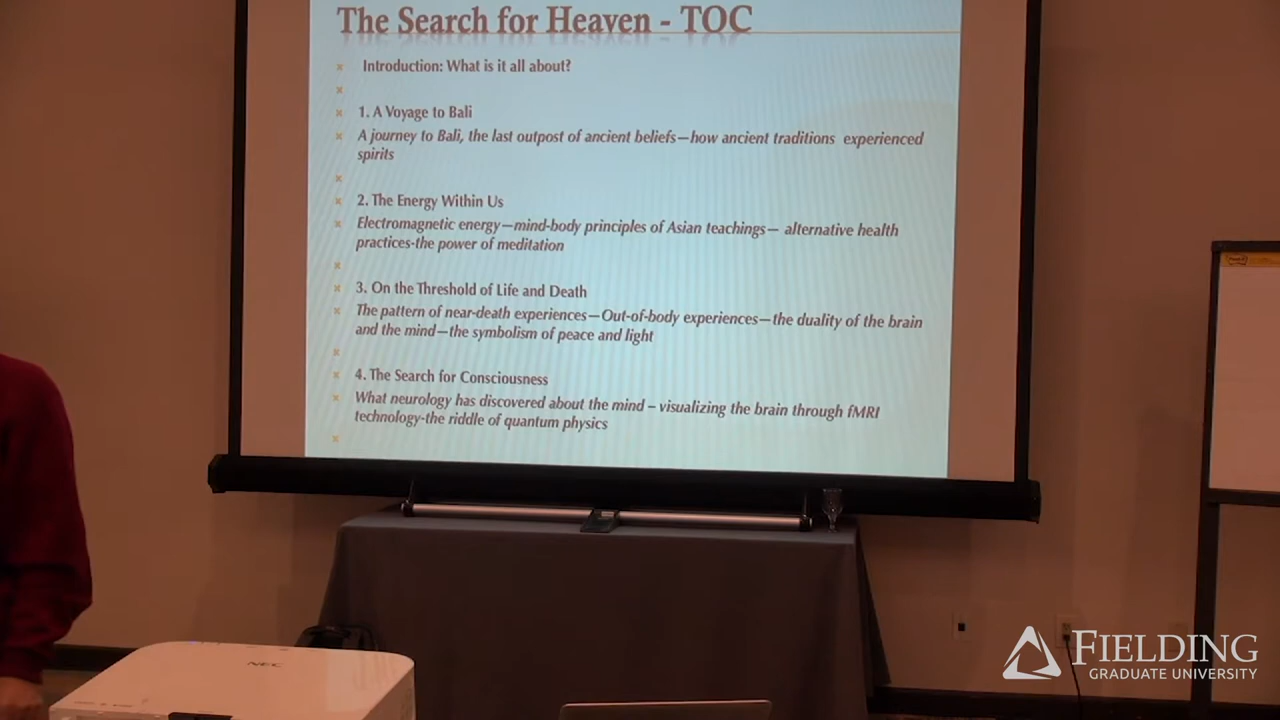 The Search for Heaven - TOC
Introduction: What is it all about?
1. A Voyage to Bali
A journey to Bali, the last outpost of ancient beliefs—how ancient traditions experienced
spirits
2. The Energy Within Us
Electromagnetic energy—mind-body principles of Asian teachings— alternative health
practices-the power of meditation
3. On the Threshold of Life and Death
The pattern of near-death experiences—Out-of-body experiences—the duality of the brain
and the mind—the symbolism of peace and light
4. The Search for Consciousness
What neurology has discovered about the mind – visualizing the brain through fMRI
technology-the riddle of quantum physics
NEC
FIELDING
GRADUATE UNIVERSITY